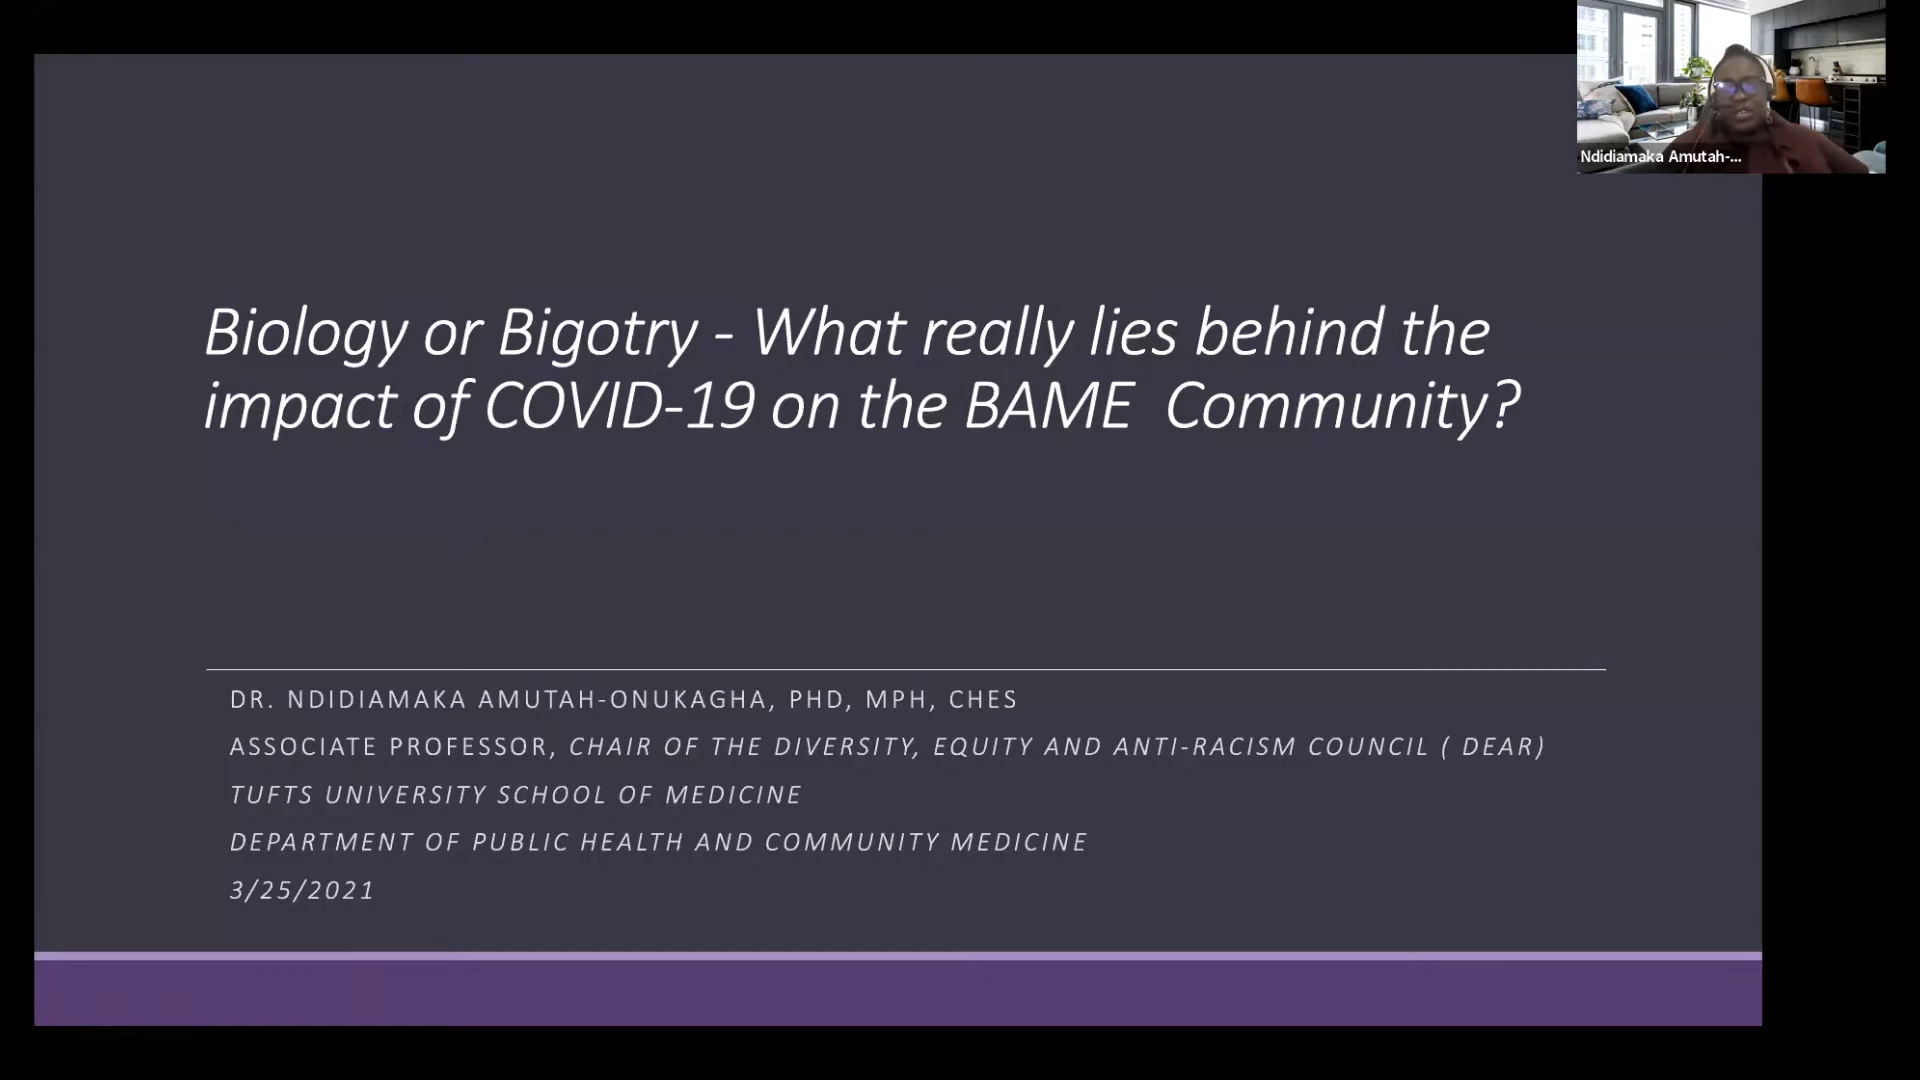 Ndidiamaka Amutah-...
Biology or Bigotry - What really lies behind the
impact of COVID-19 on the BAME Community?
DR. NDIDIAMAKA AMUTAH-ONUKAGHA, PHD, MPH, CHES
ASSOCIATE PROFESSOR, CHAIR OF THE DIVERSITY, EQUITY AND ANTI-RACISM COUNCIL ( DEAR)
TUFTS UNIVERSITY SCHOOL OF MEDICINE
DEPARTMENT OF PUBLIC HEALTH AND COMMUNITY MEDICINE
3/25/2021